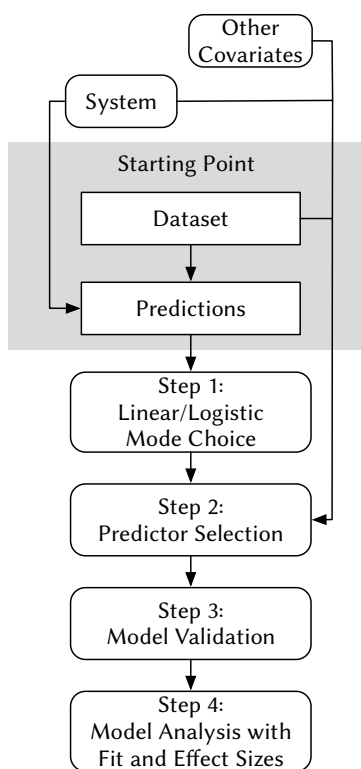 Other
Covariates
System
Starting Point
Dataset
Predictions
Step 1:
Linear/Logistic
Mode Choice
Step 2:
Predictor Selection
Step 3:
Model Validation
Step 4:
Model Analysis with
Fit and Effect Sizes